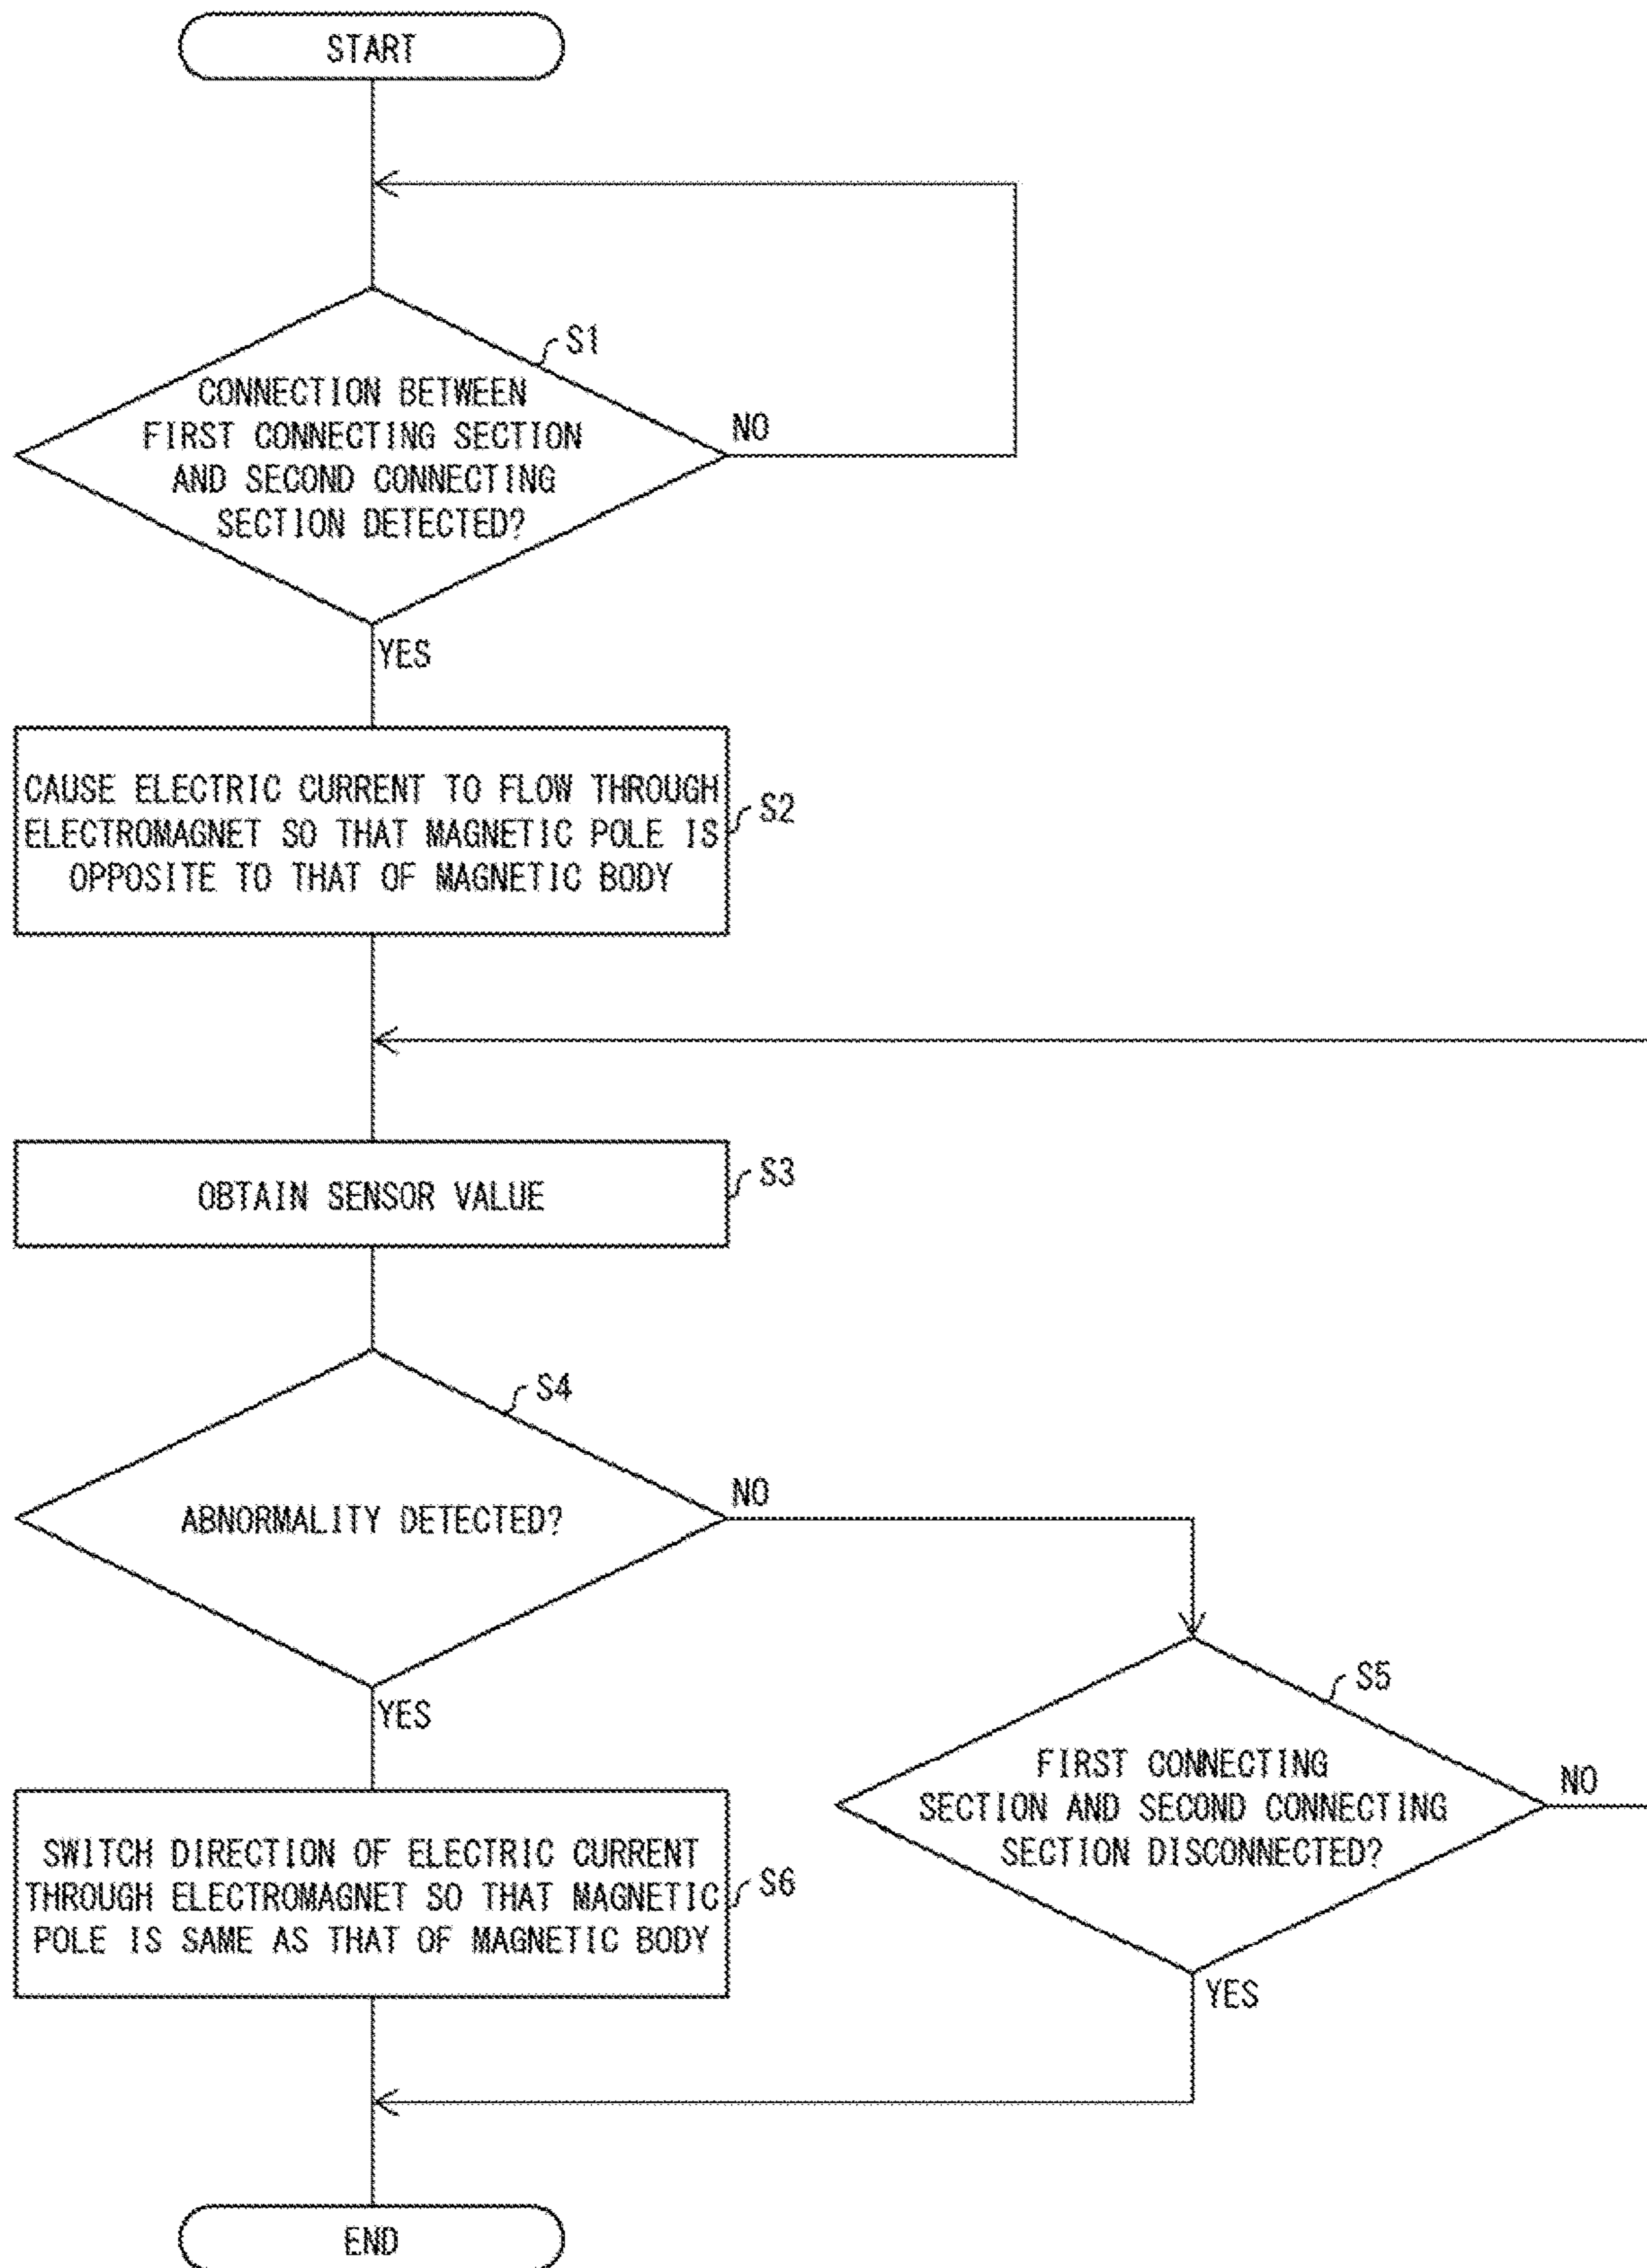 START
S1
CONNECTION BETWEEN
FIRST CONNECTING SECTION
AND SECOND CONNECTING
SECTION DETECTED?
NO
YES
CAUSE ELECTRIC CURRENT TO FLOW THROUGH
ELECTROMAGNET SO THAT MAGNETIC POLE IS
OPPOSITE TO THAT OF MAGNETIC BODY
S2
OBTAIN SENSOR VALUE
S3
S4
ABNORMALITY DETECTED?
NO
YES
S5
FIRST CONNECTING
SECTION AND SECOND CONNECTING
SECTION DISCONNECTED?
NO
YES
SWITCH DIRECTION OF ELECTRIC CURRENT
THROUGH ELECTROMAGNET SO THAT MAGNETIC
POLE IS SAME AS THAT OF MAGNETIC BODY
S6
END